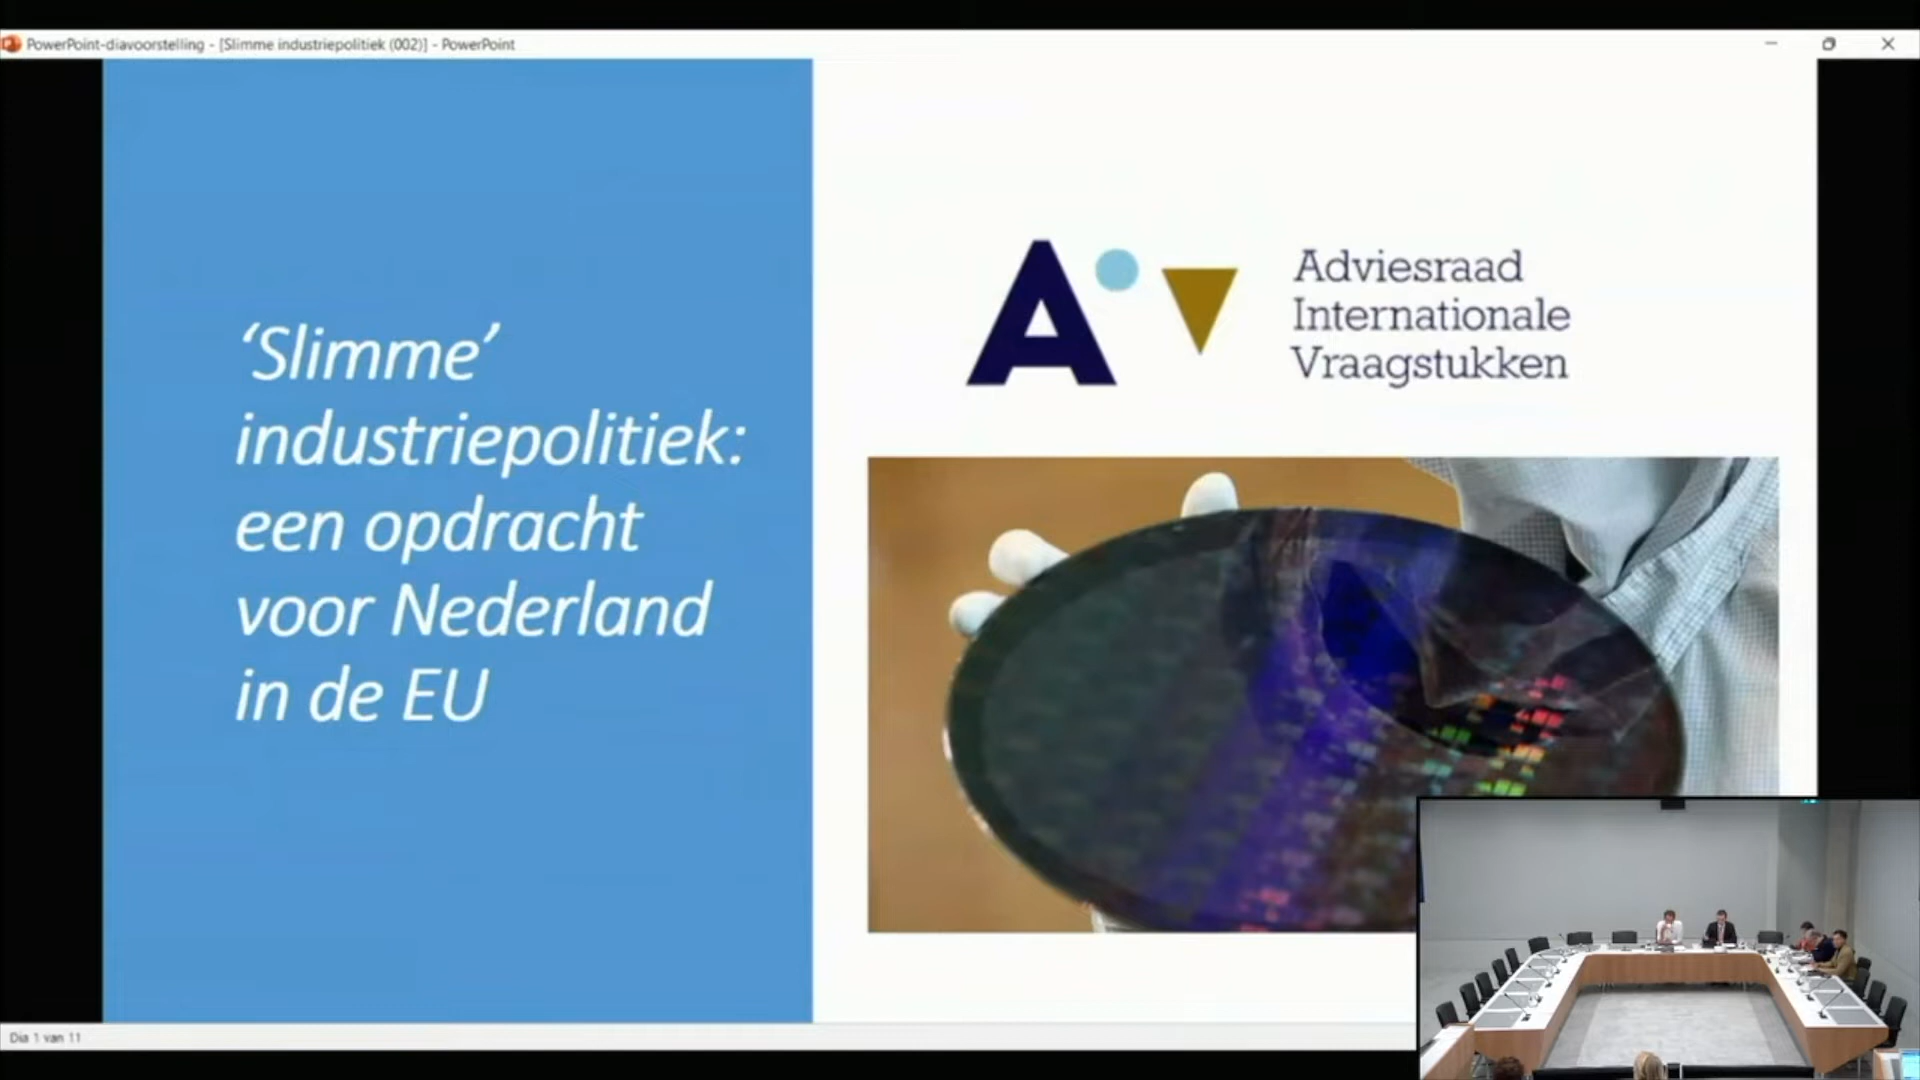 PowerPoint-diavoorstelling - [Slimme industriepolitiek (002)] - PowerPoint
‘Slimme’
industriepolitiek:
een opdracht
voor Nederland
in de EU
A
Adviesraad
Internationale
Vraagstukken
Dia 1 van 11